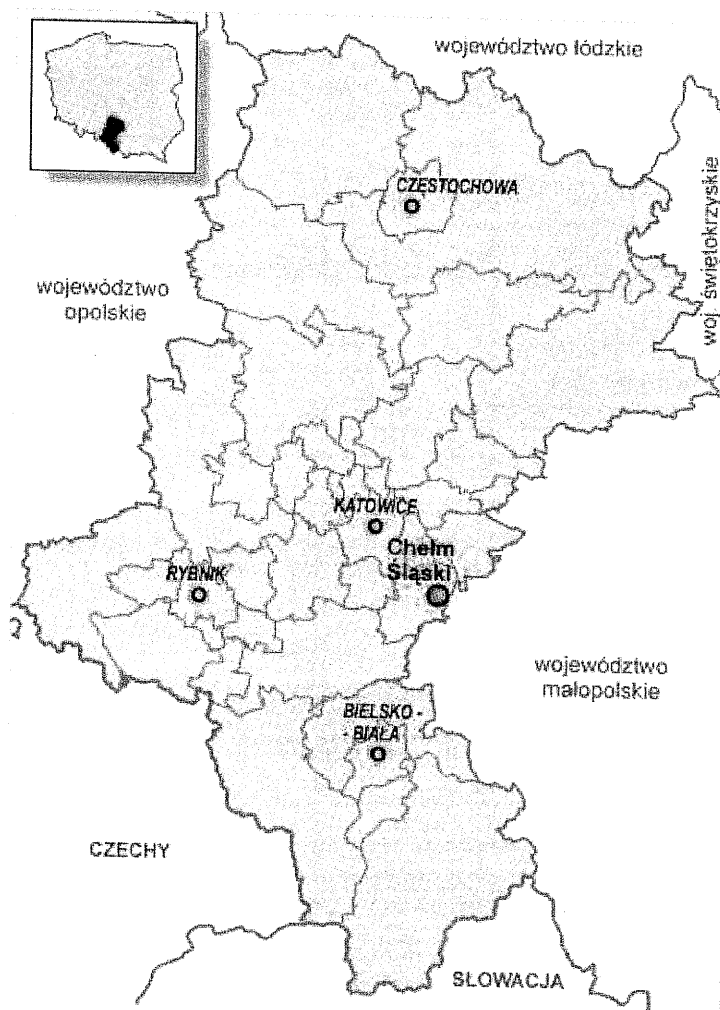 województwo łódzkie
CZĘSTOCHOWA
woj. świętokrzyskie
województwo
opolskie
KATOWICE
Chełm
Śląski
RYBNIK
województwo
małopolskie
BIELSKO -
- BIAŁA
CZECHY
SŁOWACJA